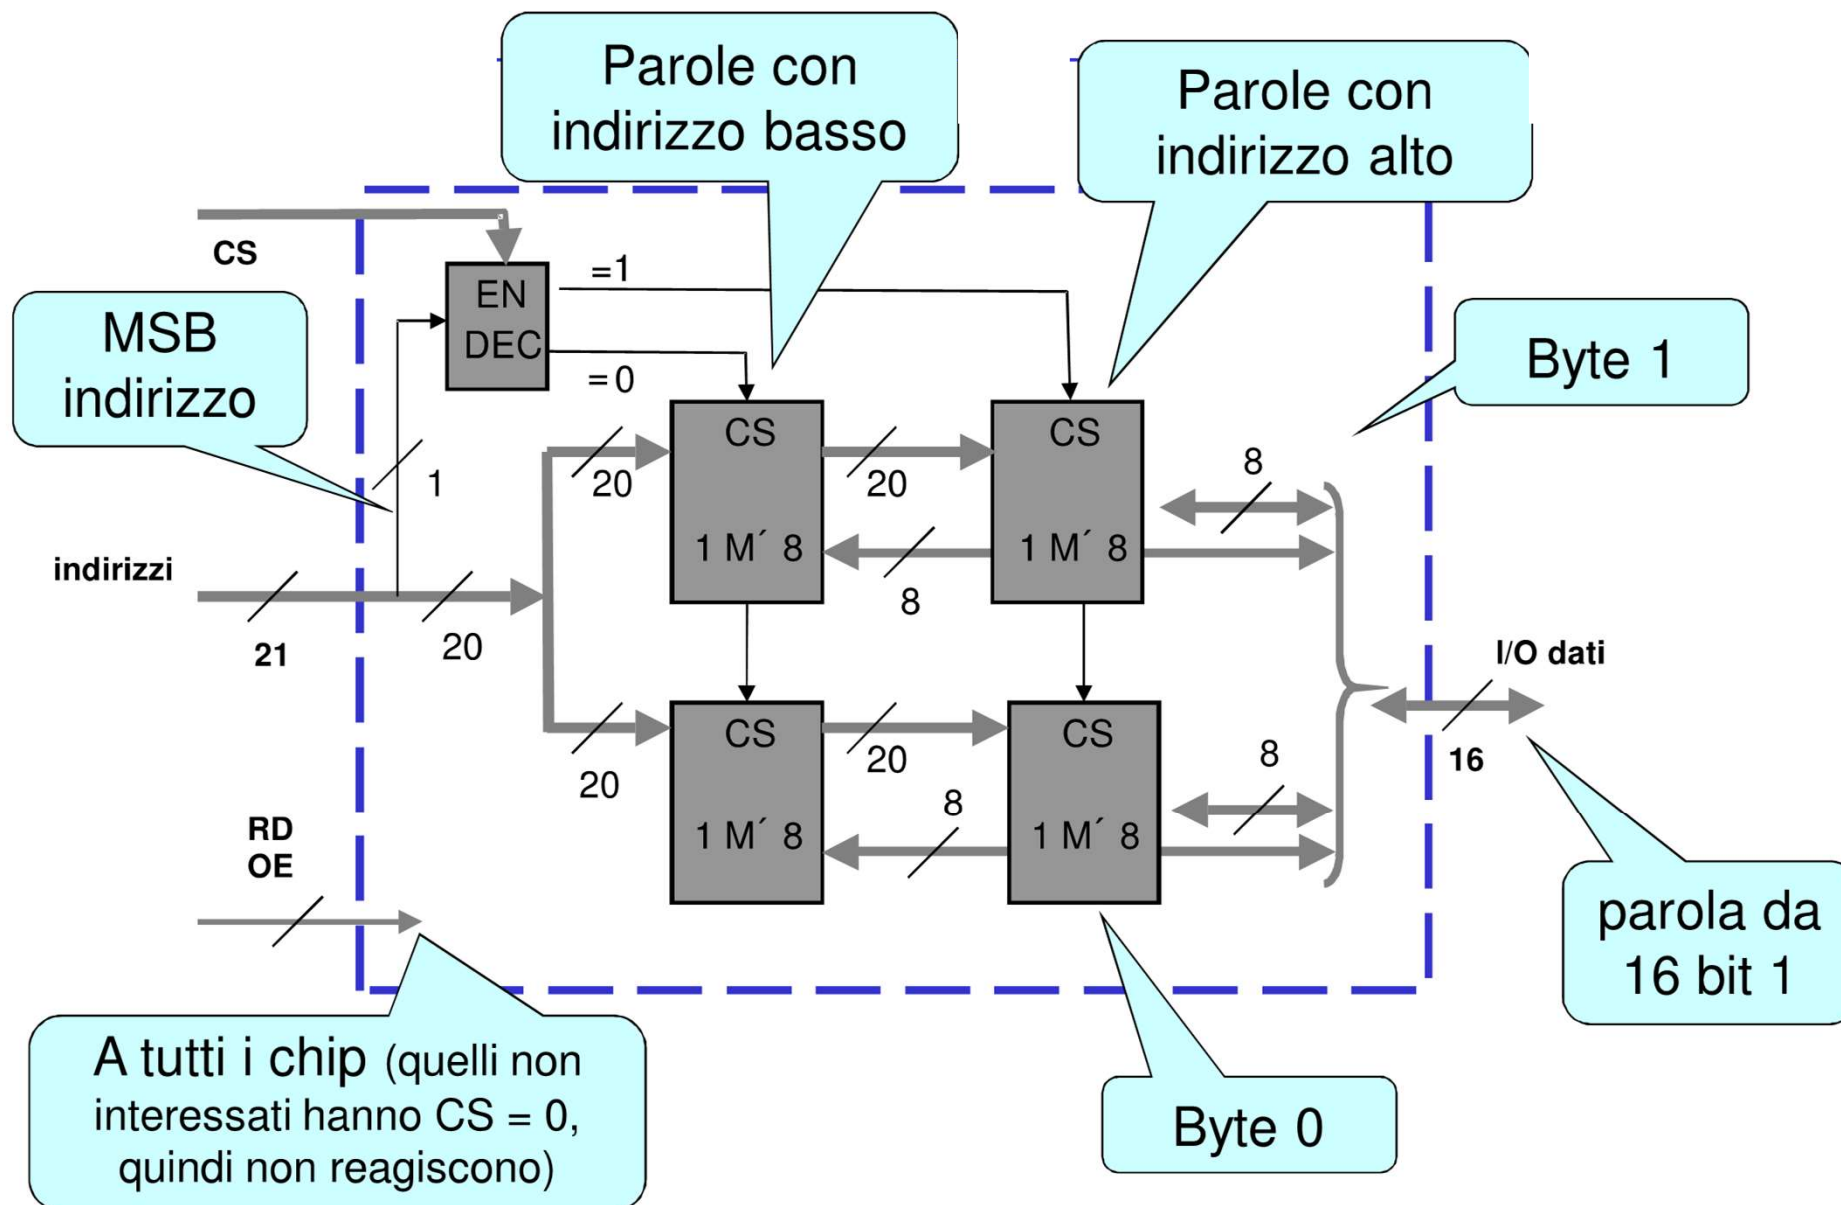 Parole con
indirizzo basso
Parole con
indirizzo alto
CS
=1
EN
DEC
=0
MSB
indirizzo
Byte 1
CS
CS
1
20
20
8
1 M´ 8
1 M´ 8
8
indirizzi
21
20
I/O dati
16
CS
CS
20
20
8
8
1 M´ 8
1 M´ 8
RD
OE
parola da
16 bit 1
A tutti i chip (quelli non
interessati hanno CS = 0,
quindi non reagiscono)
Byte 0